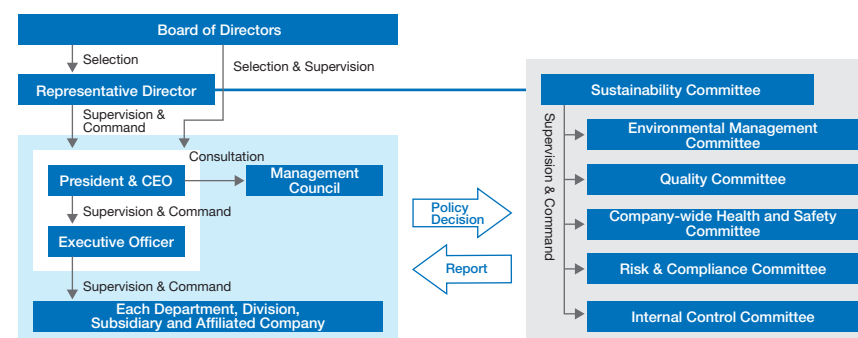 Board of Directors
Selection
Selection & Supervision
Representative Director
Supervision &
Command
Consultation
President & CEO
Management
Council
Supervision & Command
Executive Officer
Supervision & Command
Each Department, Division,
Subsidiary and Affiliated Company
Policy
Decision
Report
Sustainability Committee
Supervision & Command
Environmental Management
Committee
Quality Committee
Company-wide Health and Safety
Committee
Risk & Compliance Committee
Internal Control Committee